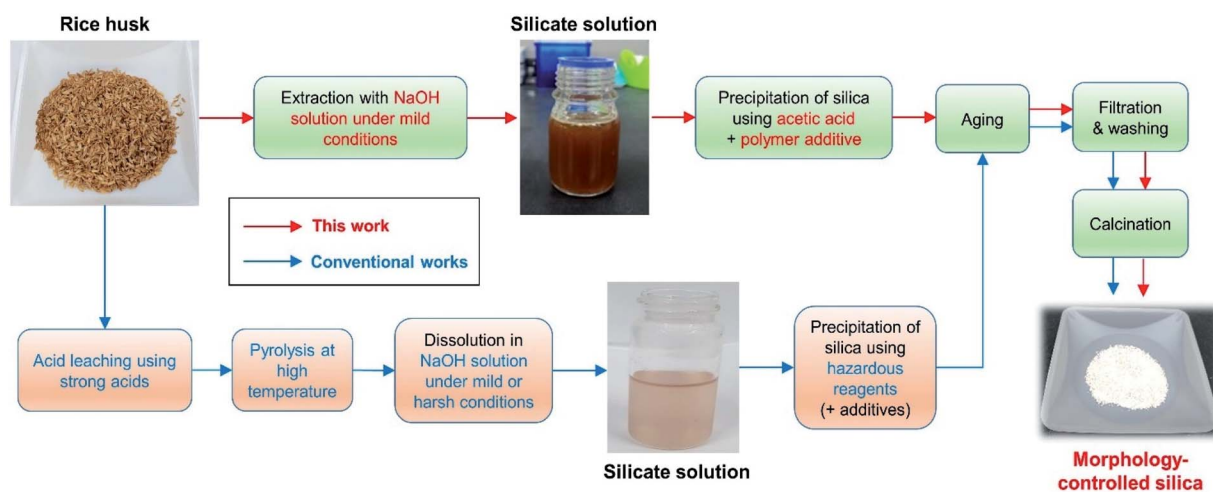 Rice husk
Silicate solution
Extraction with NaOH
solution under mild
conditions
Precipitation of silica
using acetic acid
+ polymer additive
Aging
Filtration
& washing
This work
Conventional works
Calcination
Acid leaching using
strong acids
Pyrolysis at
high
temperature
Dissolution in
NaOH solution
under mild or
harsh conditions
Silicate solution
Precipitation of
silica using
hazardous
reagents
(+ additives)
Morphology-
controlled silica